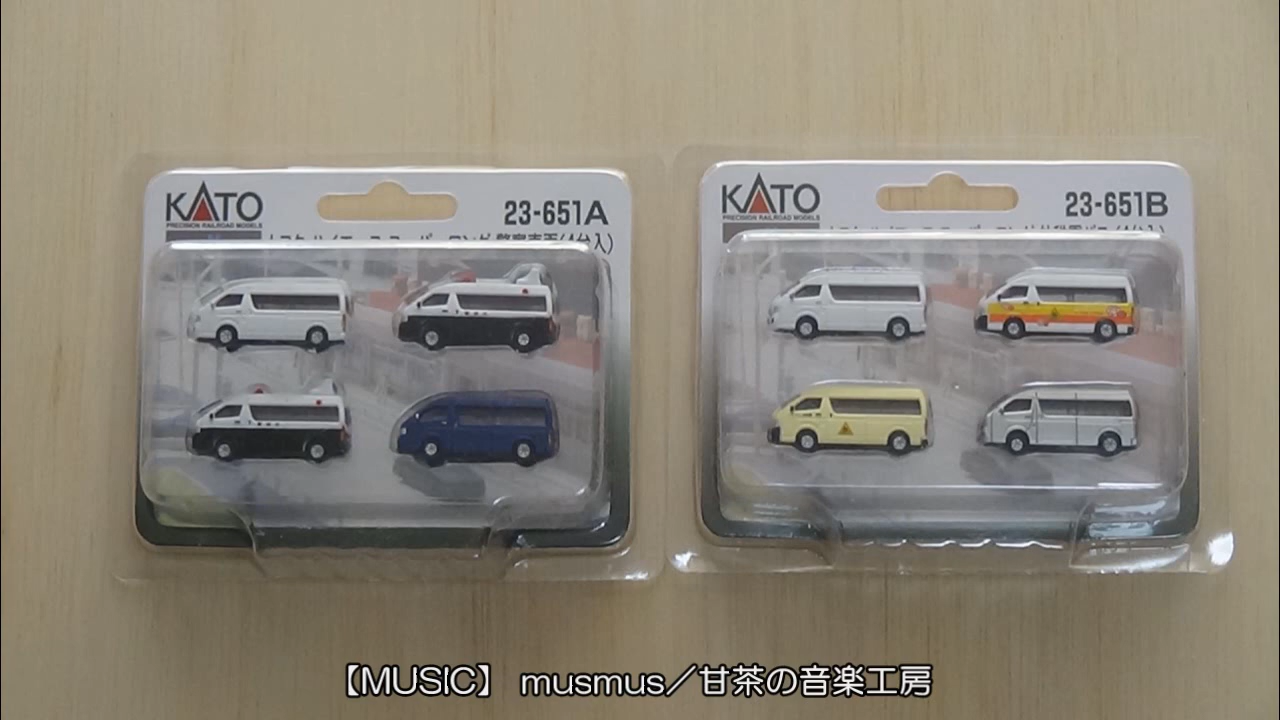 KATO
PRECISION RAILROAD MODELS
23-651A
KATO
PRECISION RAILROAD MODELS
23-651B
【MUSIC】 musmus／甘茶の音楽工房